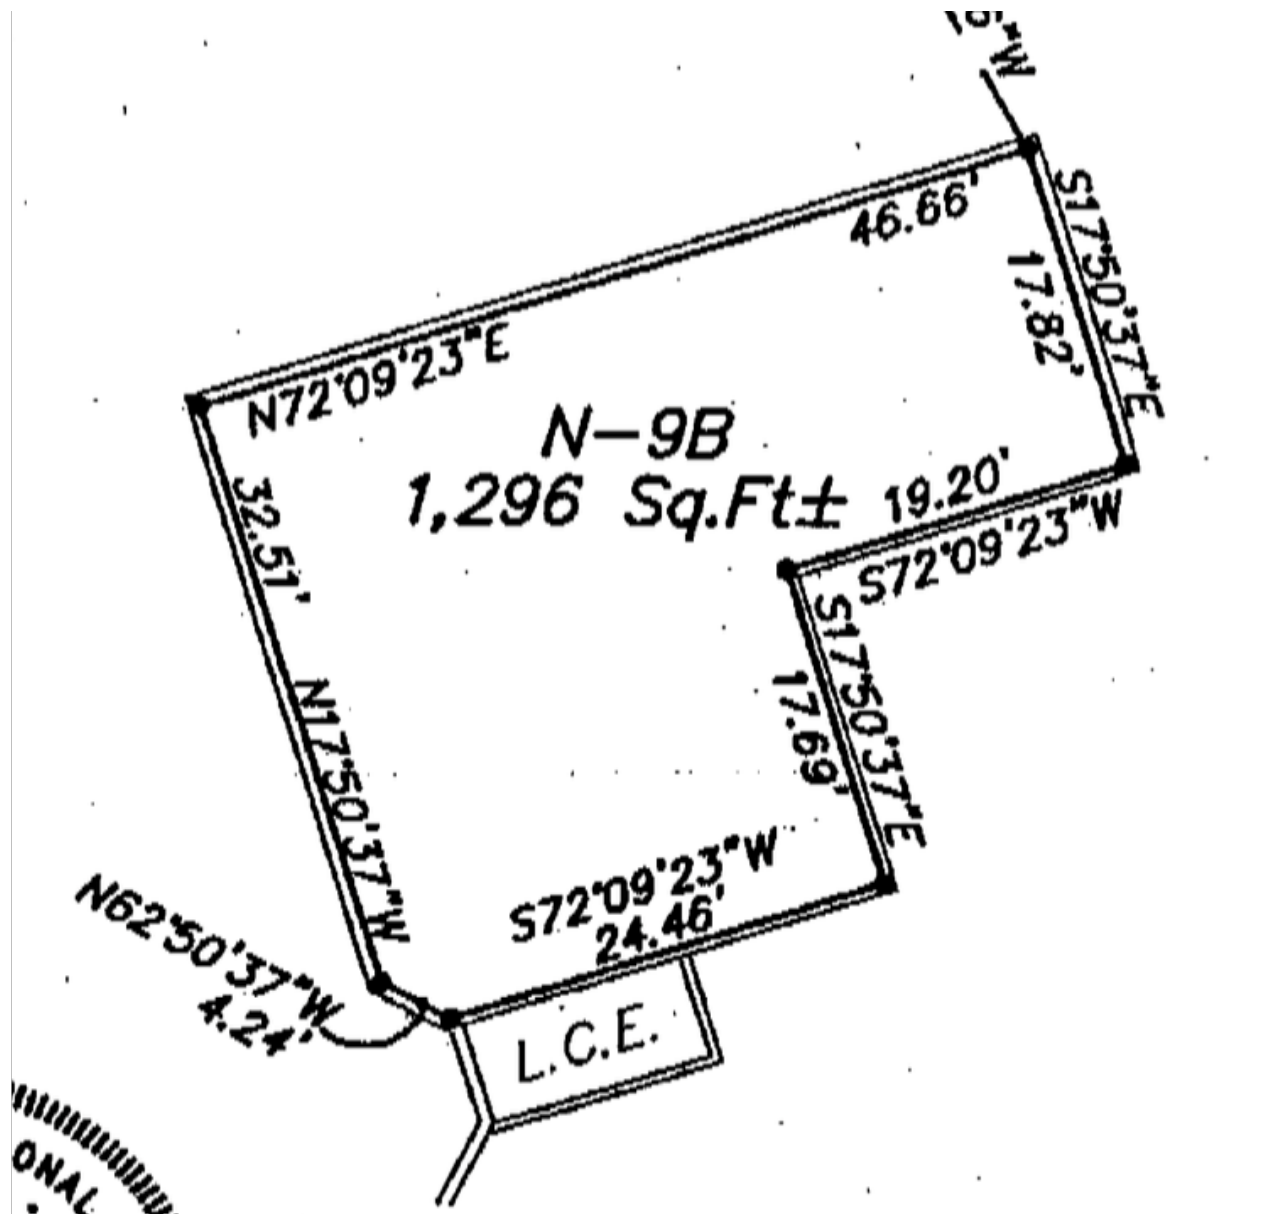 "W
46.66'
S17°50'37"E
17.82'
N72°09'23"E
N-9B
1,296 Sq.Ft±
19.20'
S72°09'23"W
32.51'
N17°50'37"W
S17°50'37"E
17.69'
S72°09'23"W
24.46'
N62°50'37"W
4.24'
L.C.E.
ONAL